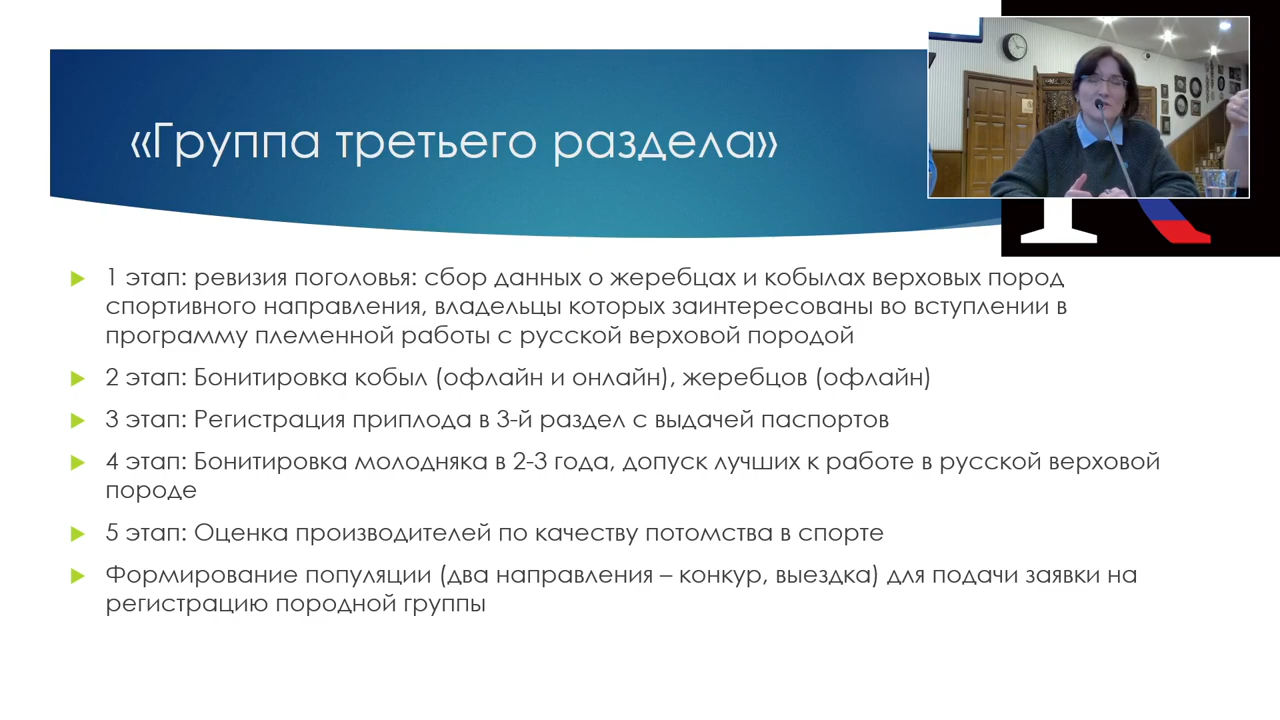 «Группа третьего раздела»
1 этап: ревизия поголовья: сбор данных о жеребцах и кобылах верховых пород
спортивного направления, владельцы которых заинтересованы во вступлении в
программу племенной работы с русской верховой породой
2 этап: Бонитировка кобыл (офлайн и онлайн), жеребцов (офлайн)
3 этап: Регистрация приплода в 3-й раздел с выдачей паспортов
4 этап: Бонитировка молодняка в 2-3 года, допуск лучших к работе в русской верховой
породе
5 этап: Оценка производителей по качеству потомства в спорте
Формирование популяции (два направления – конкур, выездка) для подачи заявки на
регистрацию породной группы